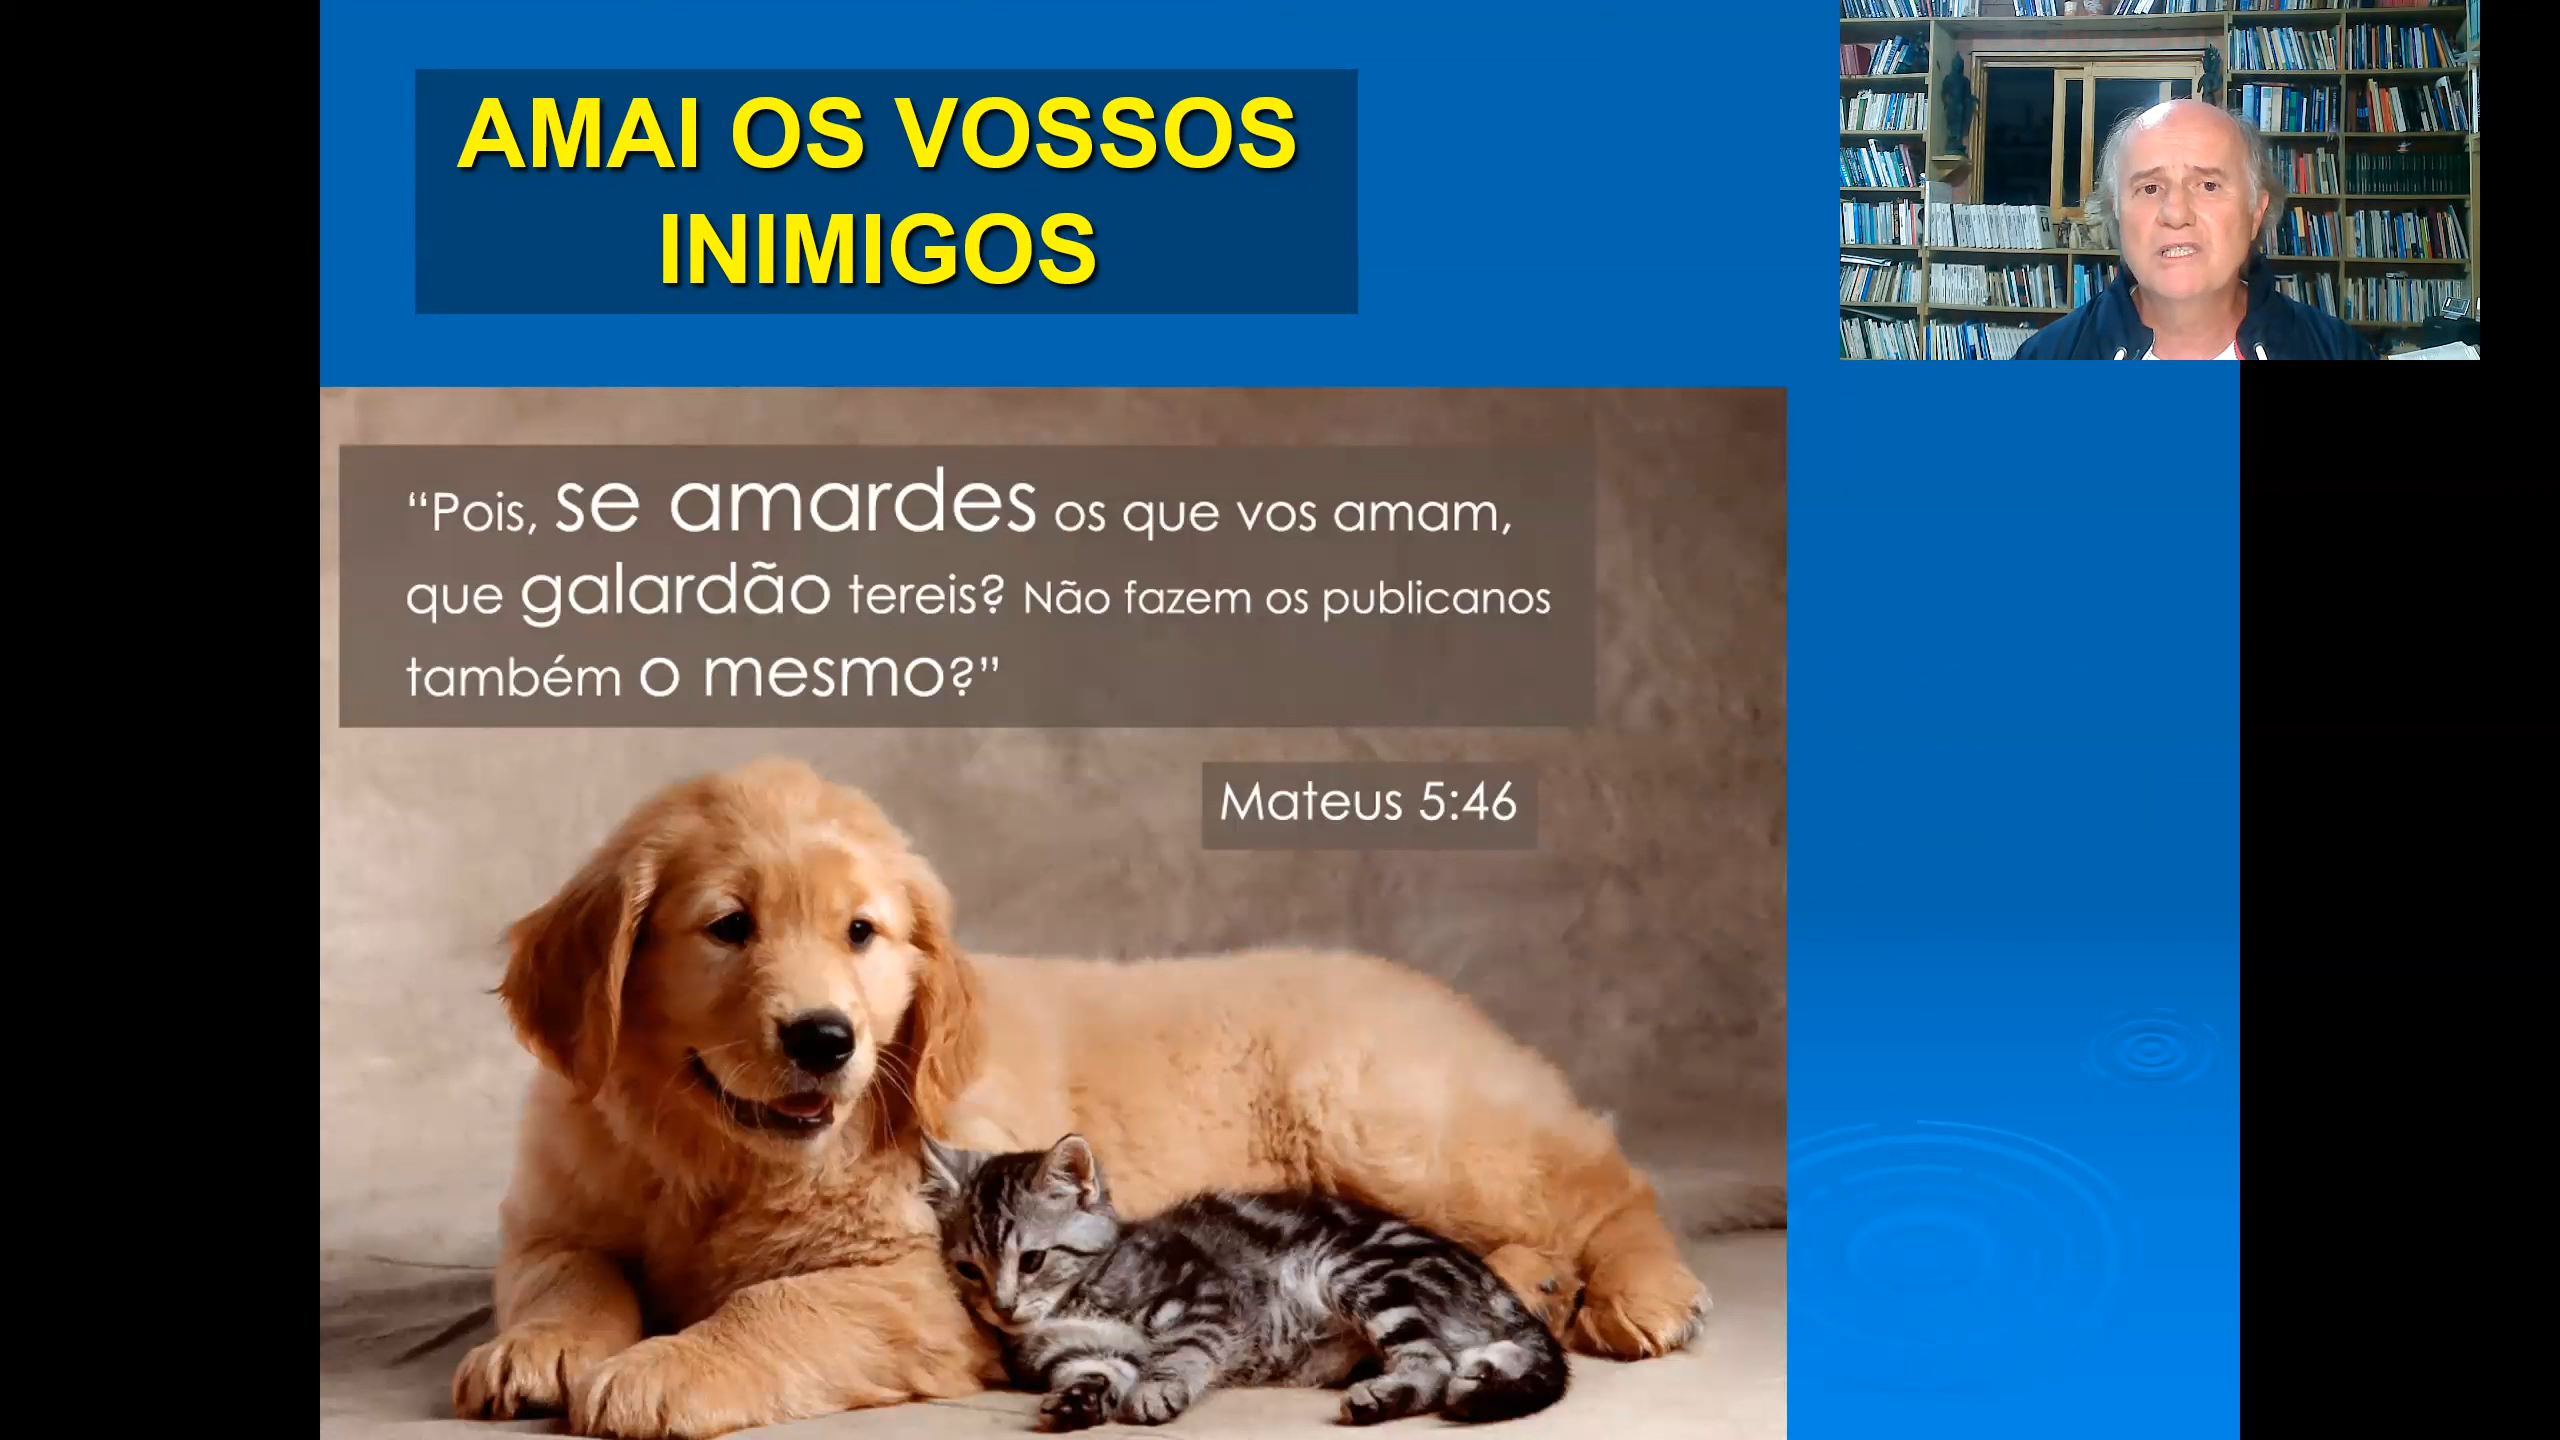 AMAI OS VOSSOS
INIMIGOS
“Pois, se amardes os que vos amam,
que galardão tereis? Não fazem os publicanos
também o mesmo?”
Mateus 5:46